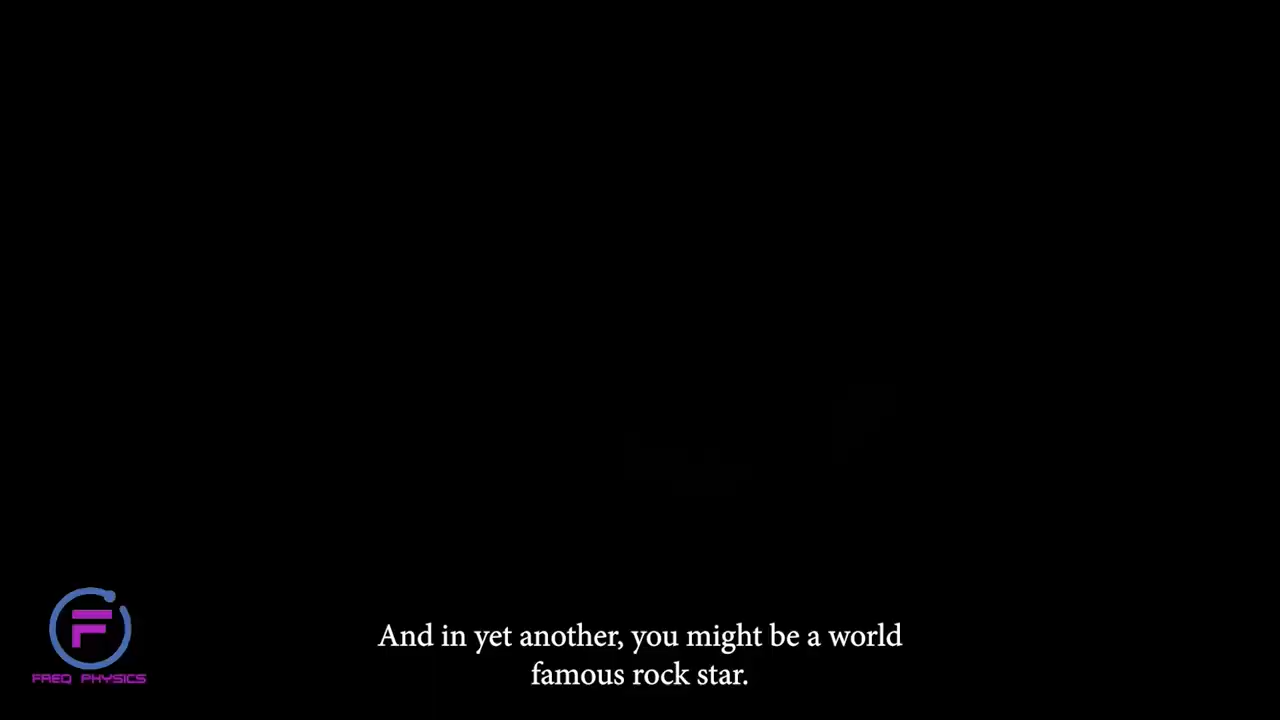 And in yet another, you might be a world
famous rock star.
F
FREQ PHYSICS